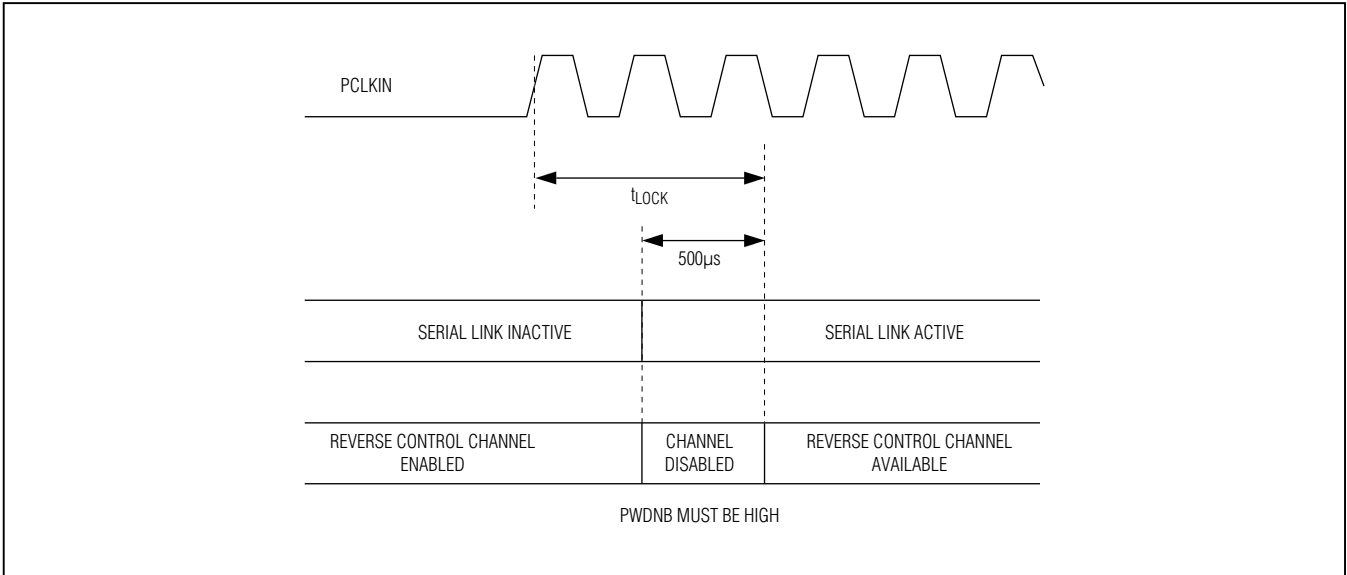 PCLKIN
tLOCK
500µs
SERIAL LINK INACTIVE
SERIAL LINK ACTIVE
REVERSE CONTROL CHANNEL
ENABLED
CHANNEL
DISABLED
REVERSE CONTROL CHANNEL
AVAILABLE
PWDNB MUST BE HIGH